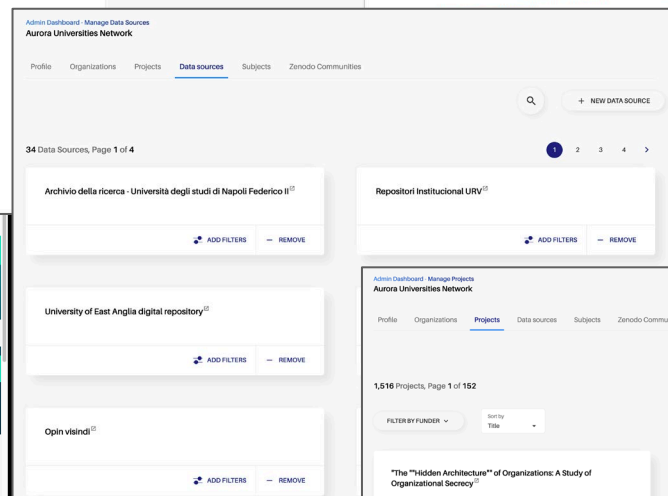 Admin Dashboard - Manage Data Sources
Aurora Universities Network
Profile Organizations Projects Data sources Subjects Zenodo Communities
+ NEW DATA SOURCE
34 Data Sources, Page 1 of 4
1 2 3 4 >
Archivio della ricerca - Università degli studi di Napoli Federico II
Repositori Institucional URV
ADD FILTERS — REMOVE
ADD FILTERS — REMOVE
University of East Anglia digital repository
ADD FILTERS — REMOVE
Opin visindi
ADD FILTERS — REMOVE
Admin Dashboard - Manage Projects
Aurora Universities Network
Profile Organizations Projects Data sources Subjects Zenodo Commu
1,516 Projects, Page 1 of 152
FILTER BY FUNDER
Sort by
Title
"The ""Hidden Architecture"" of Organizations: A Study of
Organizational Secrecy